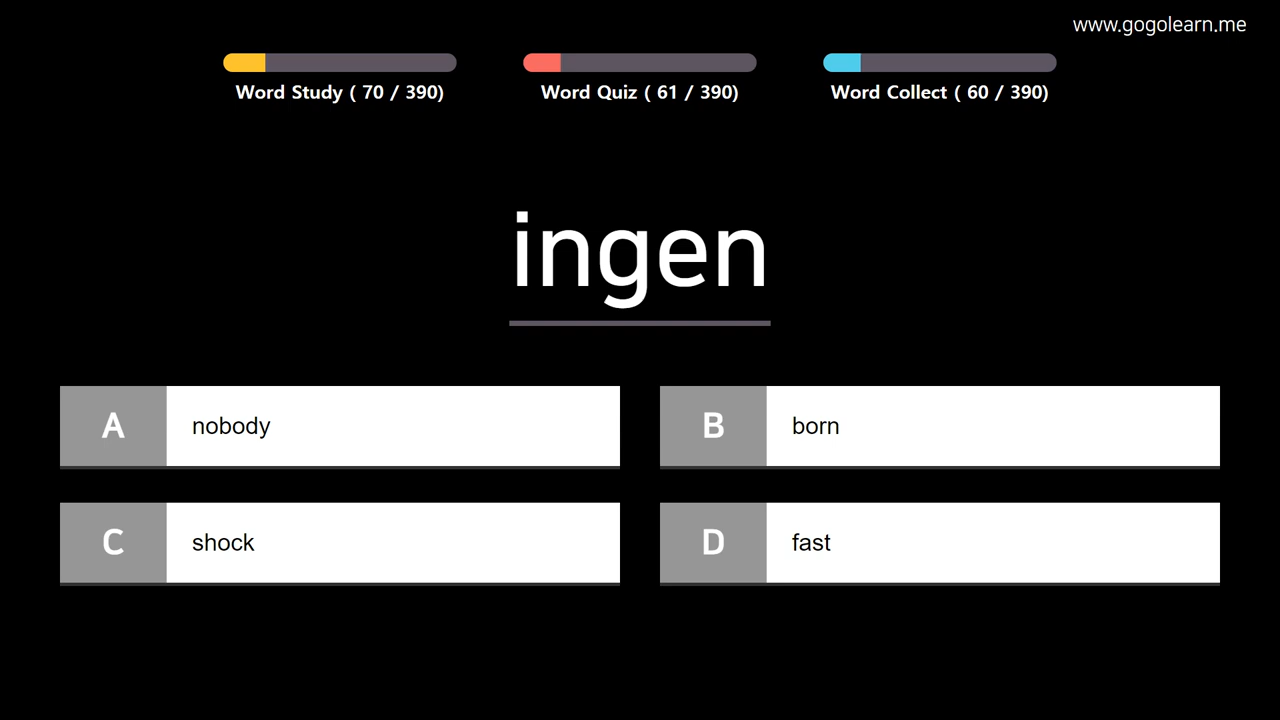 www.gogolearn.me
Word Study ( 70 / 390)
Word Quiz ( 61 / 390)
Word Collect ( 60 / 390)
ingen
A nobody
B born
C shock
D fast